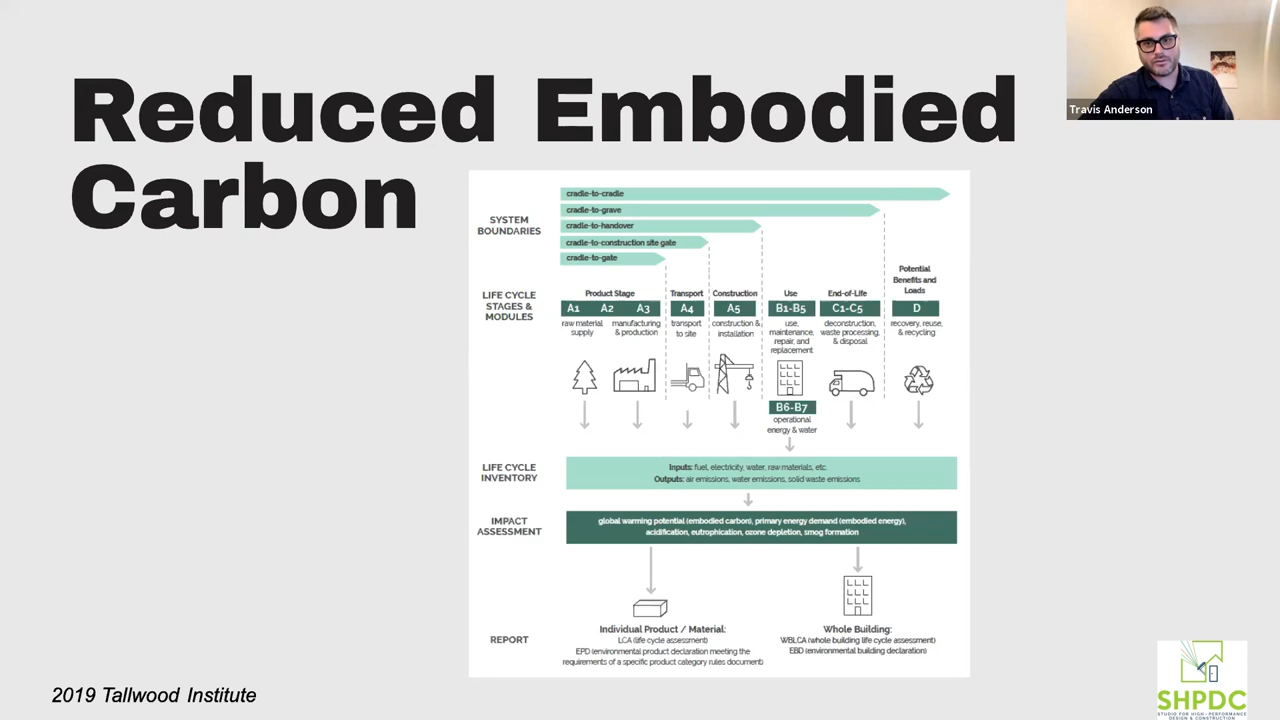 Reduced Embodied
Carbon
Travis Anderson
SYSTEM
BOUNDARIES
cradle-to-cradle
cradle-to-grave
cradle-to-handover
cradle-to-construction site gate
cradle-to-gate
LIFE CYCLE
STAGES &
MODULES
Product Stage
A1 A2 A3
raw material
supply
manufacturing
& production
Transport
A4
transport
to site
Construction
A5
construction &
installation
Use
B1-B5
use,
maintenance,
repair, and
replacement
B6-B7
operational
energy & water
End-of-Life
C1-C5
deconstruction,
waste processing,
& disposal
Potential
Benefits and
Loads
D
recovery, reuse,
& recycling
LIFE CYCLE
INVENTORY
Inputs: fuel, electricity, water, raw materials, etc.
Outputs: air emissions, water emissions, solid waste emissions
IMPACT
ASSESSMENT
global warming potential (embodied carbon), primary energy demand (embodied energy),
acidification, eutrophication, ozone depletion, smog formation
REPORT
Individual Product / Material:
LCA (life cycle assessment)
EPD (environmental product declaration meeting the
requirements of a specific product category rules document)
Whole Building:
WBLCA (whole building life cycle assessment)
EBD (environmental building declaration)
2019 Tallwood Institute
SHPDC
STUDIO FOR HIGH-PERFORMANCE
DESIGN & CONSTRUCTION